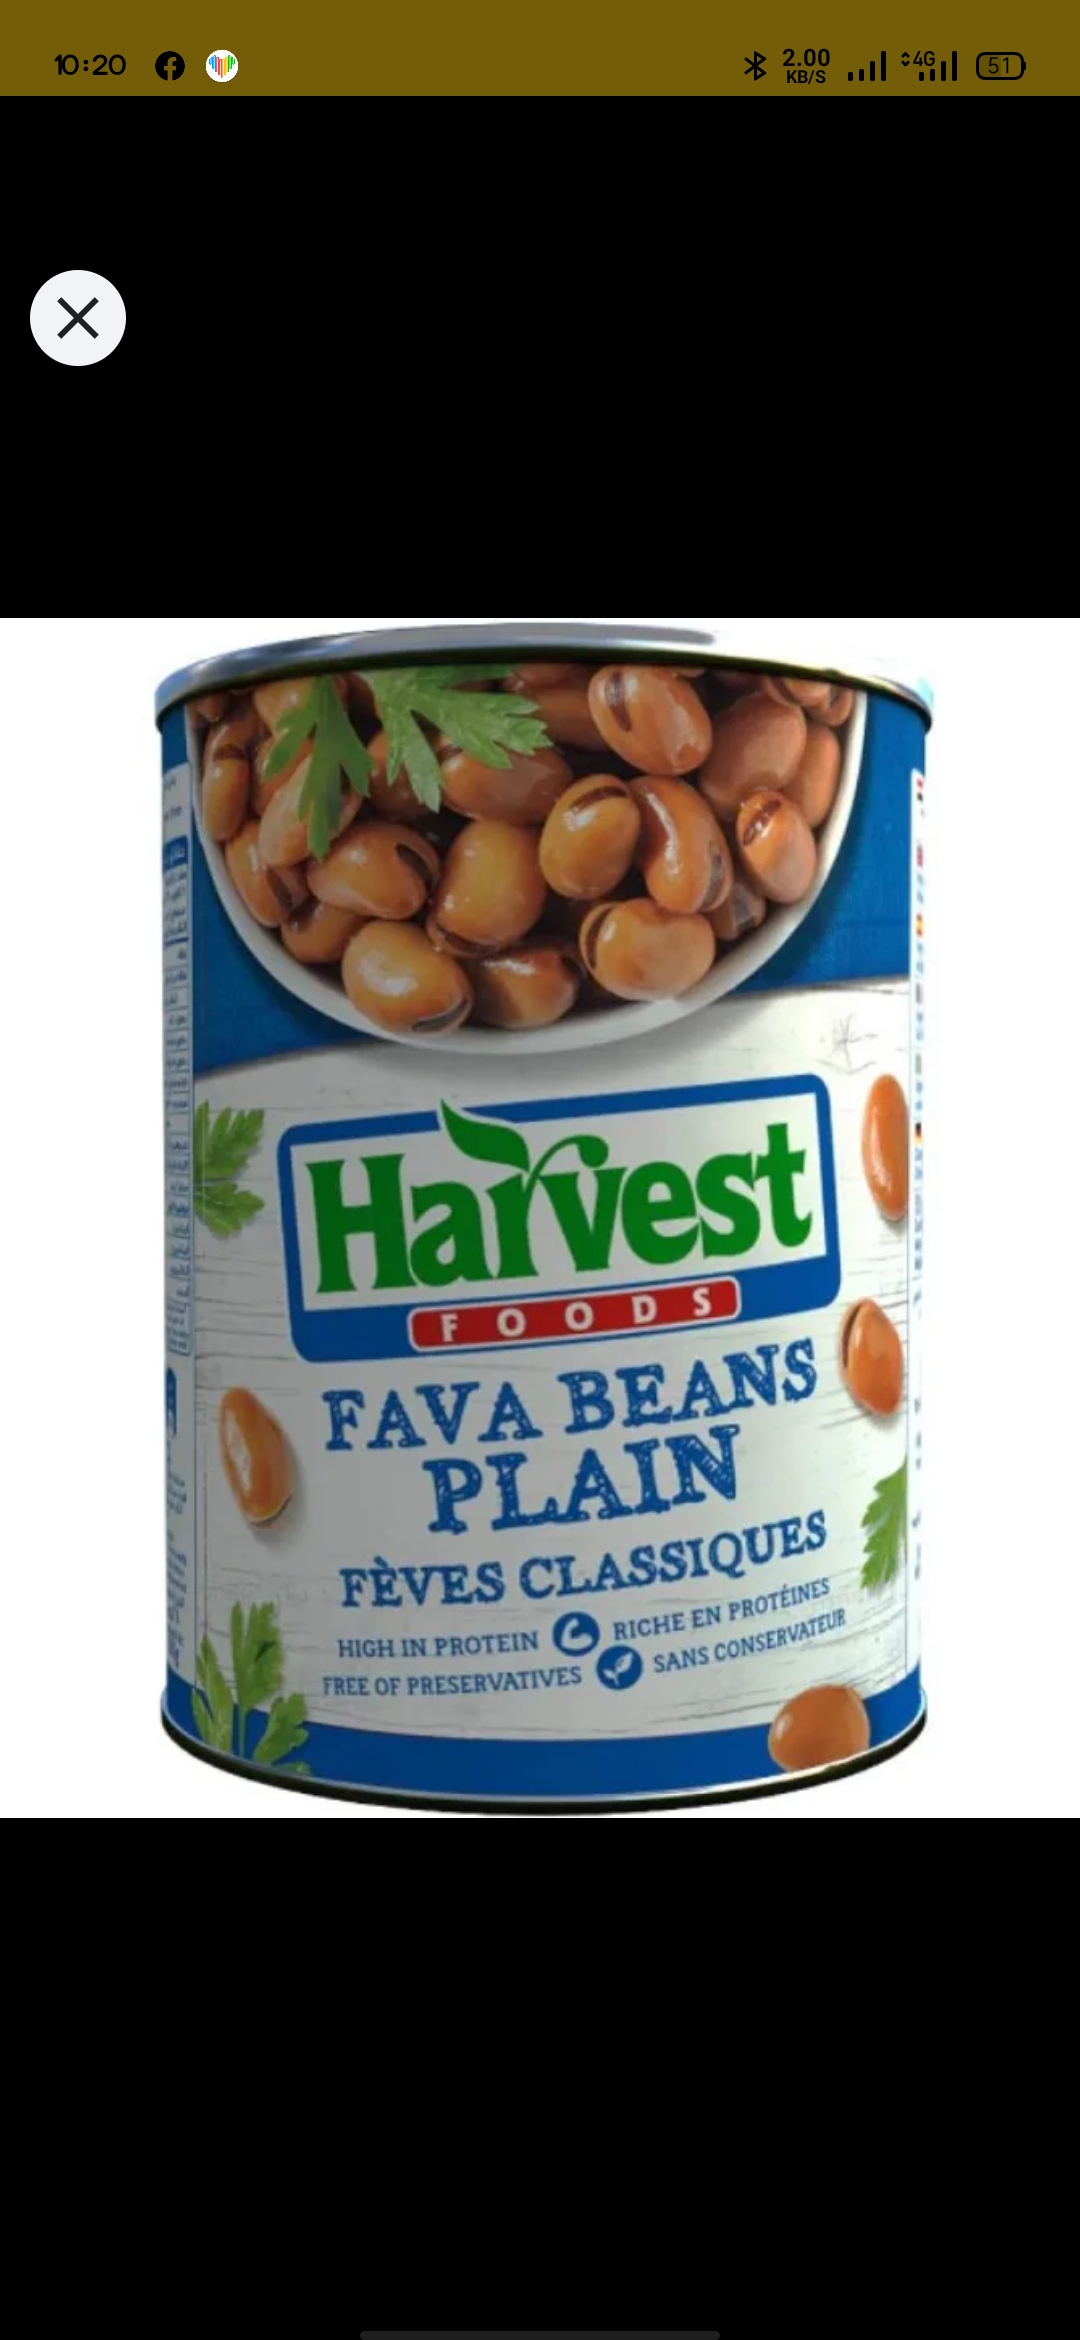 10:20
2.00
KB/S
4G
51
Harvest
FOODS
FAVA BEANS
PLAIN
FÈVES CLASSIQUES
HIGH IN PROTEIN RICHE EN PROTÉINES
FREE OF PRESERVATIVES SANS CONSERVATEUR